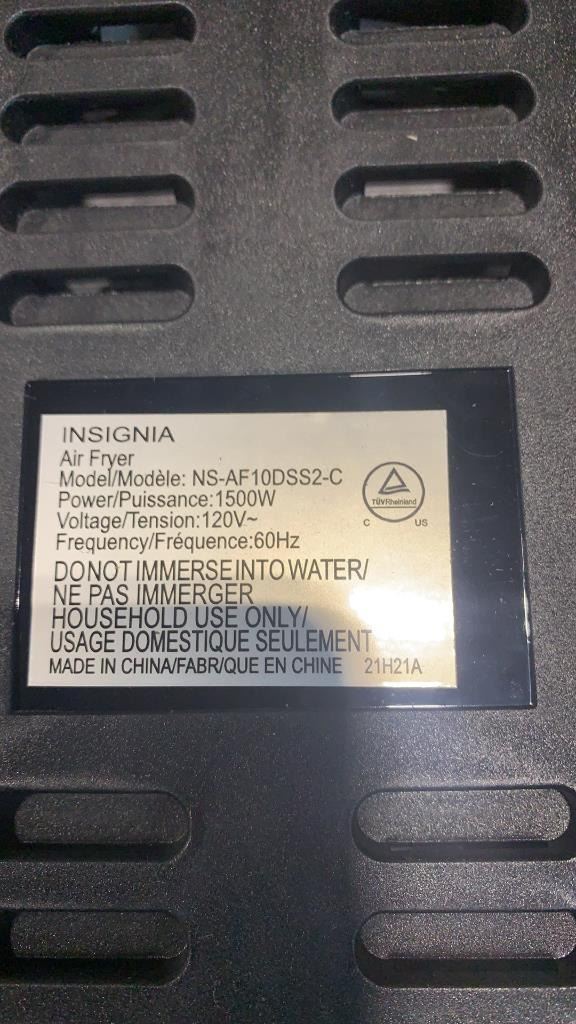 INSIGNIA
Air Fryer
Model/Modèle: NS-AF10DSS2-C
Power/Puissance:1500W
Voltage/Tension:120V~
Frequency/Fréquence:60Hz
TÜVRheinland
C US
DO NOT IMMERSE INTO WATER/
NE PAS IMMERGER
HOUSEHOLD USE ONLY/
USAGE DOMESTIQUE SEULEMENT
MADE IN CHINA/FABR/QUE EN CHINE 21H21A